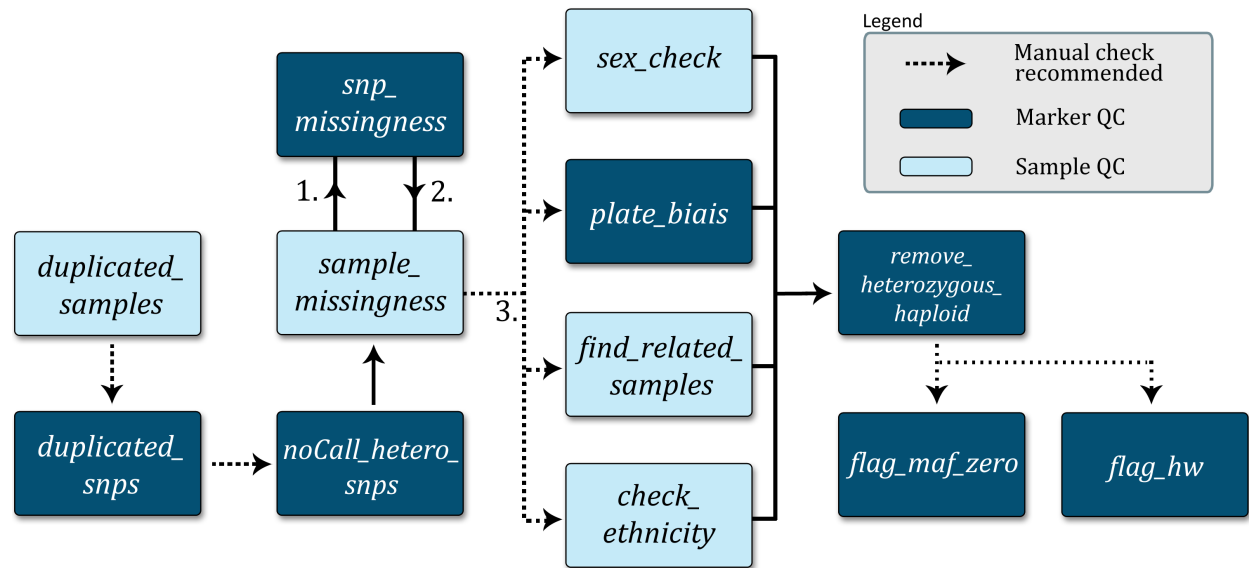 Legend
Manual check
recommended
Marker QC
Sample QC
duplicated_
samples
duplicated_
snps
noCall_hetero_
snps
sample_
missingness
1.
2.
snp_
missingness
3.
sex_check
plate_biais
find_related_
samples
check_
ethnicity
remove_
heterozygous_
haploid
flag_maf_zero
flag_hw